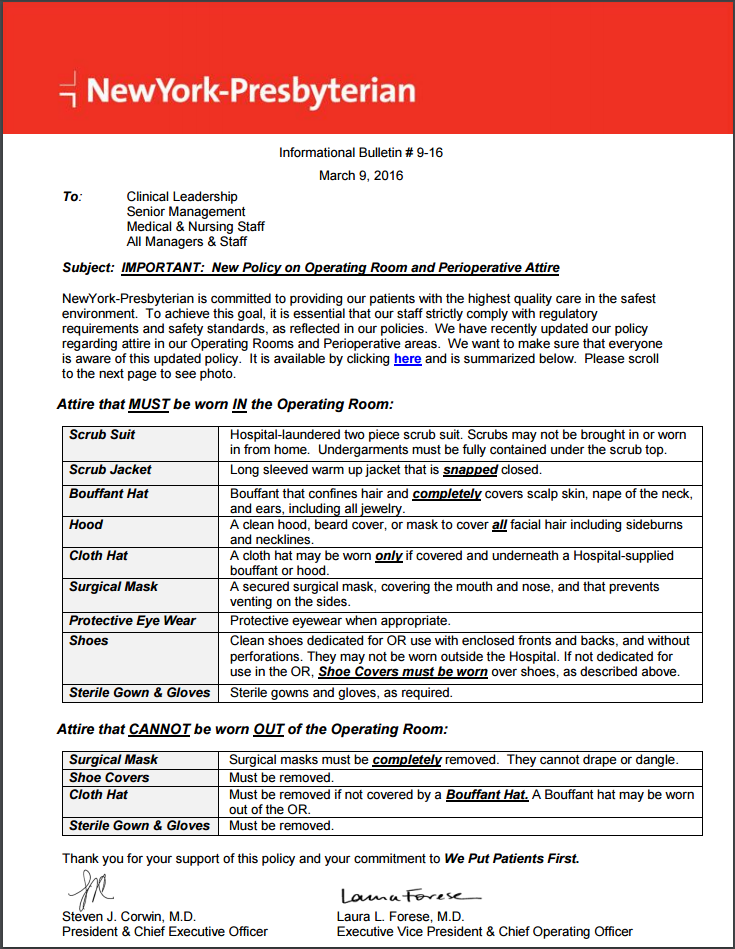 NewYork-Presbyterian
Informational Bulletin # 9-16
March 9, 2016
To: Clinical Leadership
Senior Management
Medical & Nursing Staff
All Managers & Staff
Subject: IMPORTANT: New Policy on Operating Room and Perioperative Attire
NewYork-Presbyterian is committed to providing our patients with the highest quality care in the safest
environment. To achieve this goal, it is essential that our staff strictly comply with regulatory
requirements and safety standards, as reflected in our policies. We have recently updated our policy
regarding attire in our Operating Rooms and Perioperative areas. We want to make sure that everyone
is aware of this updated policy. It is available by clicking here and is summarized below. Please scroll
to the next page to see photo.
Attire that MUST be worn IN the Operating Room:
Scrub Suit Hospital-laundered two piece scrub suit. Scrubs may not be brought in or worn
in from home. Undergarments must be fully contained under the scrub top.
Scrub Jacket Long sleeved warm up jacket that is snapped closed.
Bouffant Hat Bouffant that confines hair and completely covers scalp skin, nape of the neck,
and ears, including all jewelry.
Hood A clean hood, beard cover, or mask to cover all facial hair including sideburns
and necklines.
Cloth Hat A cloth hat may be worn only if covered and underneath a Hospital-supplied
bouffant or hood.
Surgical Mask A secured surgical mask, covering the mouth and nose, and that prevents
venting on the sides.
Protective Eye Wear Protective eyewear when appropriate.
Shoes Clean shoes dedicated for OR use with enclosed fronts and backs, and without
perforations. They may not be worn outside the Hospital. If not dedicated for
use in the OR, Shoe Covers must be worn over shoes, as described above.
Sterile Gown & Gloves Sterile gowns and gloves, as required.
Attire that CANNOT be worn OUT of the Operating Room:
Surgical Mask Surgical masks must be completely removed. They cannot drape or dangle.
Shoe Covers Must be removed.
Cloth Hat Must be removed if not covered by a Bouffant Hat. A Bouffant hat may be worn
out of the OR.
Sterile Gown & Gloves Must be removed.
Thank you for your support of this policy and your commitment to We Put Patients First.
Laura Forese
Steven J. Corwin, M.D. Laura L. Forese, M.D.
President & Chief Executive Officer Executive Vice President & Chief Operating Officer